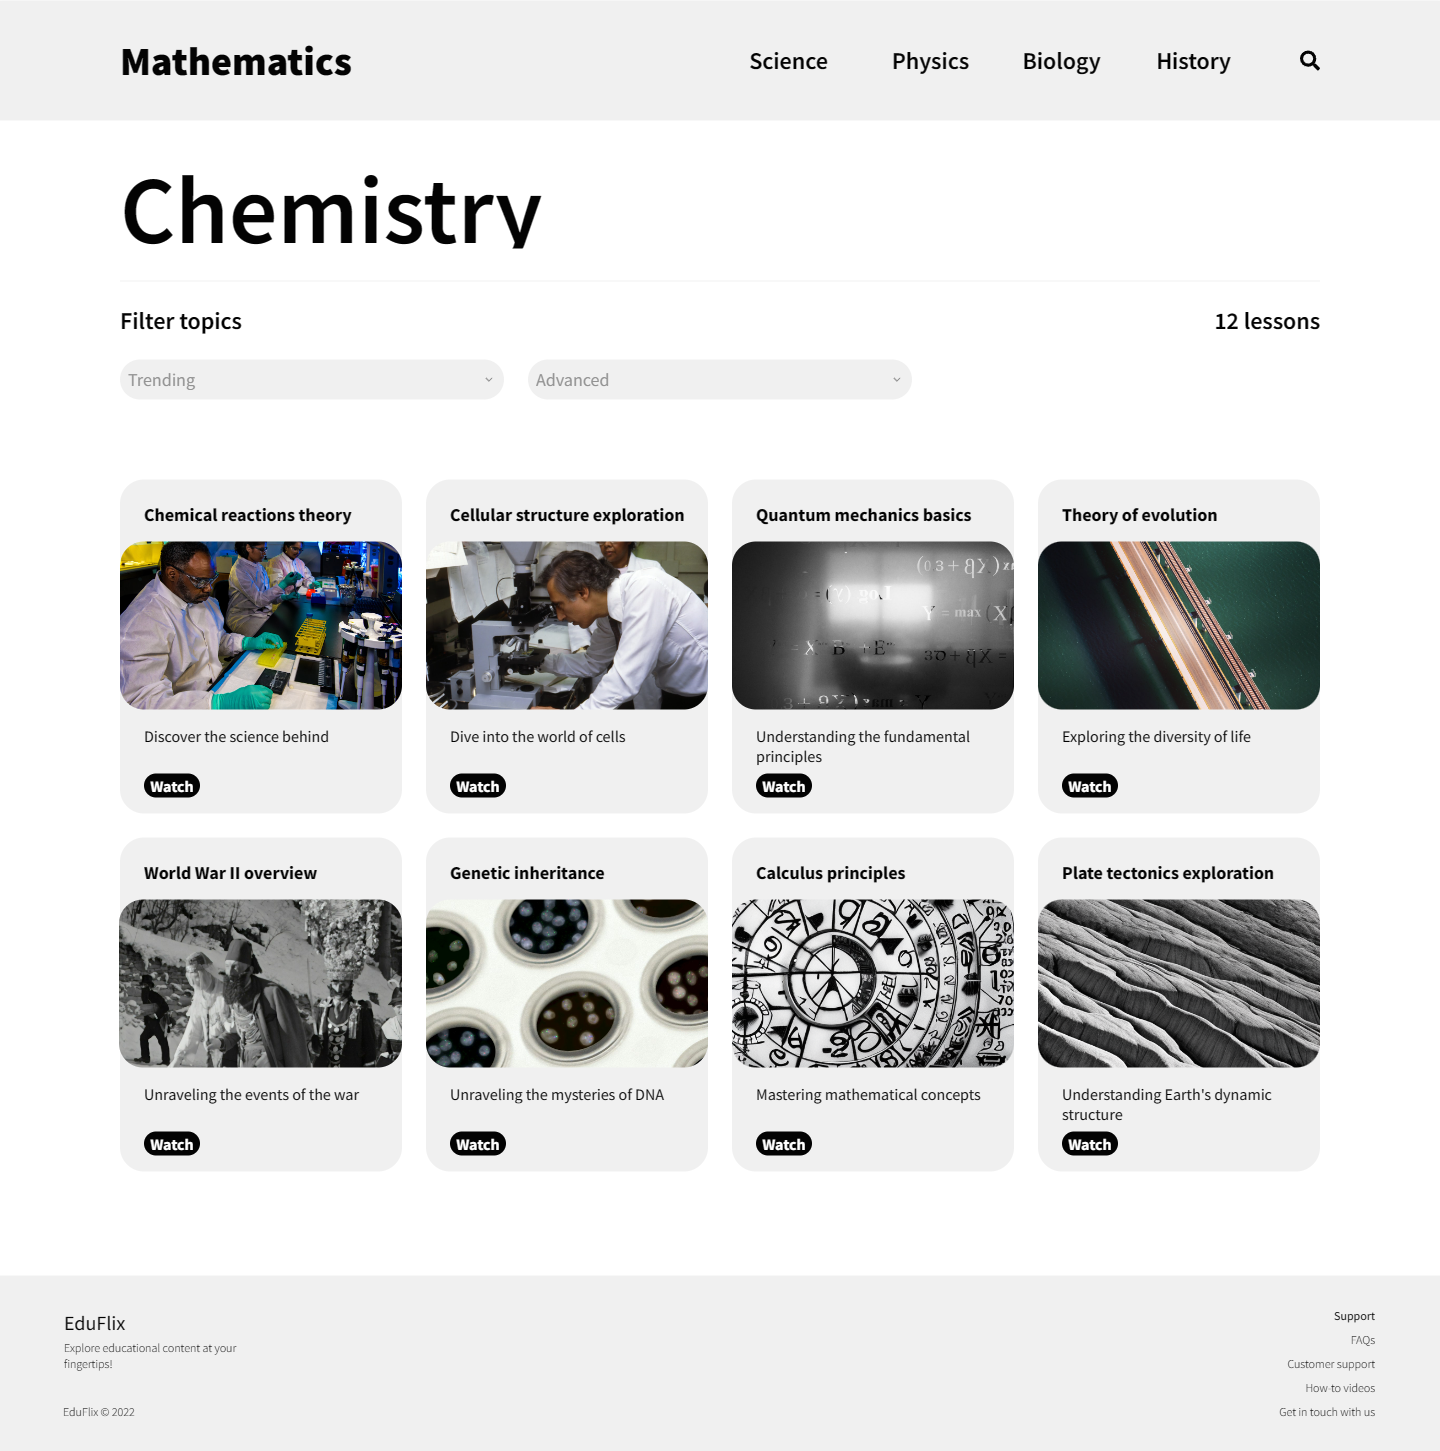 Mathematics
Science
Physics
Biology
History
Chemistry
Filter topics
12 lessons
Trending
Advanced
Chemical reactions theory
Cellular structure exploration
Quantum mechanics basics
Theory of evolution
Y = max (X
X B +E
Discover the science behind
Dive into the world of cells
Understanding the fundamental
principles
Exploring the diversity of life
Watch
Watch
Watch
Watch
World War II overview
Genetic inheritance
Calculus principles
Plate tectonics exploration
Unraveling the events of the war
Unraveling the mysteries of DNA
Mastering mathematical concepts
Understanding Earth's dynamic
structure
Watch
Watch
Watch
Watch
EduFlix
Explore educational content at your
fingertips!
EduFlix © 2022
Support
FAQs
Customer support
How-to videos
Get in touch with us